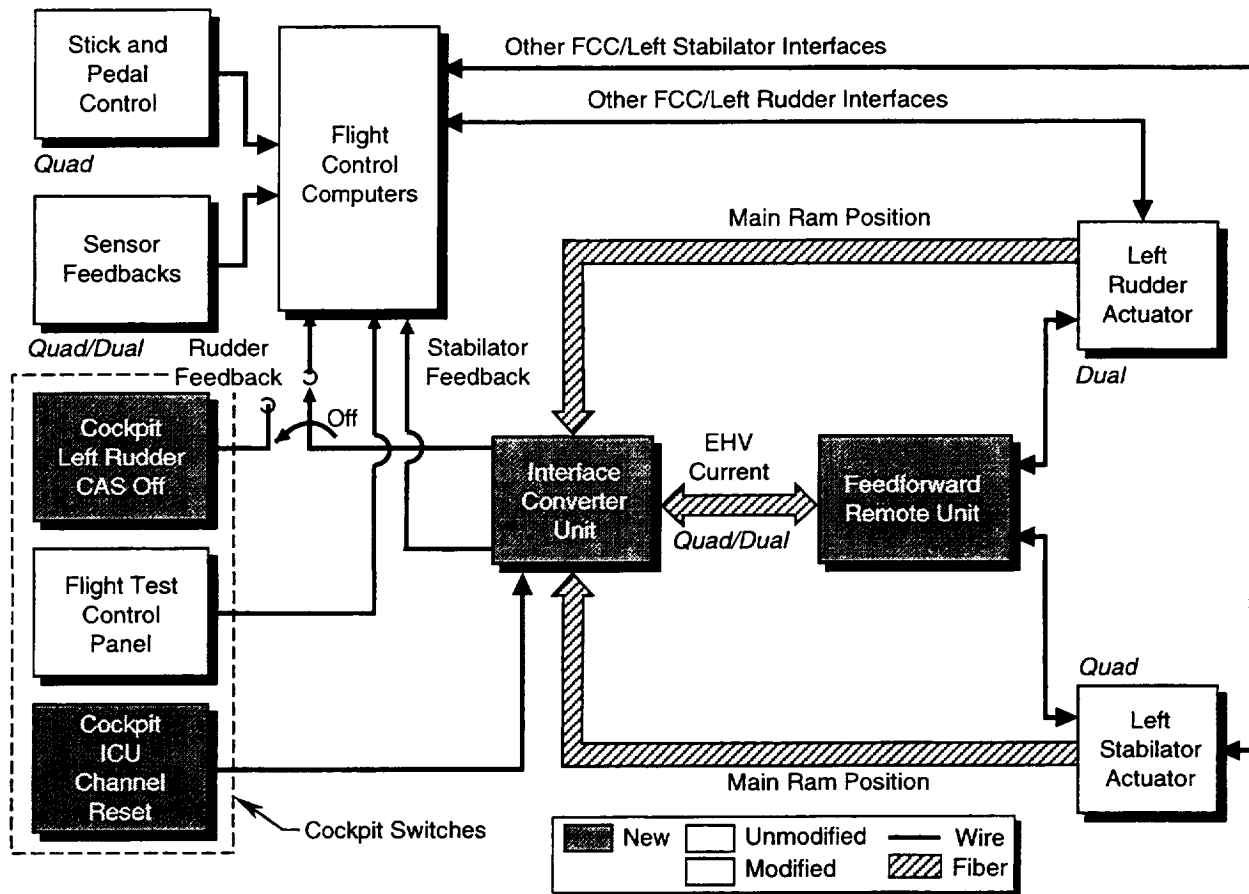 Stick and
Pedal
Control
Quad
Flight
Control
Computers
Other FCC/Left Stabilator Interfaces
Other FCC/Left Rudder Interfaces
Sensor
Feedbacks
Quad/Dual
Main Ram Position
Left
Rudder
Actuator
Dual
Rudder
Feedback
Stabilator
Feedback
Off
Cockpit
Left Rudder
CAS Off
Interface
Converter
Unit
EHV
Current
Quad/Dual
Feedforward
Remote Unit
Flight Test
Control
Panel
Cockpit
ICU
Channel
Reset
Cockpit Switches
Main Ram Position
Quad
Left
Stabilator
Actuator
New
Unmodified
Modified
Wire
Fiber